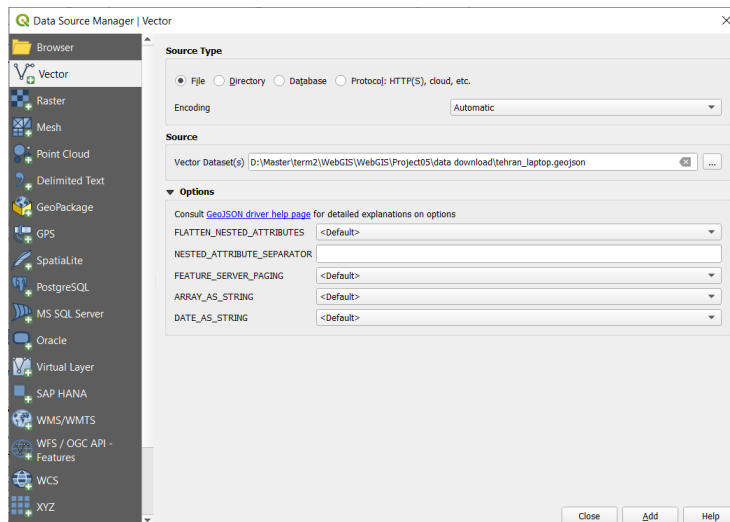 Data Source Manager | Vector
Browser
Vector
Raster
Mesh
Point Cloud
Delimited Text
GeoPackage
GPS
SpatiaLite
PostgreSQL
MS SQL Server
Oracle
Virtual Layer
SAP HANA
WMS/WMTS
WFS / OGC API -
Features
WCS
XYZ
Source Type
File Directory Database Protocol: HTTP(S), cloud, etc.
Encoding Automatic
Source
Vector Dataset(s) D:\Master\term2\WebGIS\WebGIS\Project05\data download\tehran_laptop.geojson ...
Options
Consult GeoJSON driver help page for detailed explanations on options
FLATTEN_NESTED_ATTRIBUTES <Default>
NESTED_ATTRIBUTE_SEPARATOR
FEATURE_SERVER_PAGING <Default>
ARRAY_AS_STRING <Default>
DATE_AS_STRING <Default>
Close Add Help